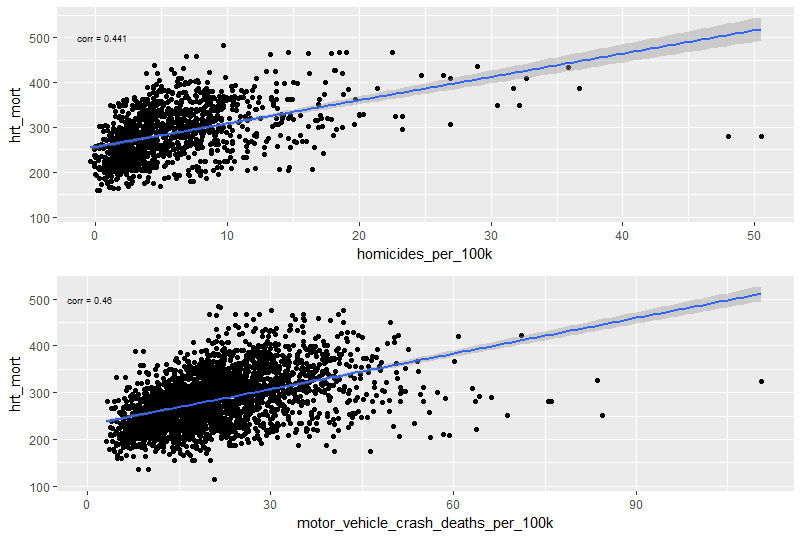 500
400
300
200
100
hrt_mort
corr = 0.441
0 10 20 30 40 50
homicides_per_100k
500
400
300
200
100
hrt_mort
corr = 0.46
0 30 60 90
motor_vehicle_crash_deaths_per_100k